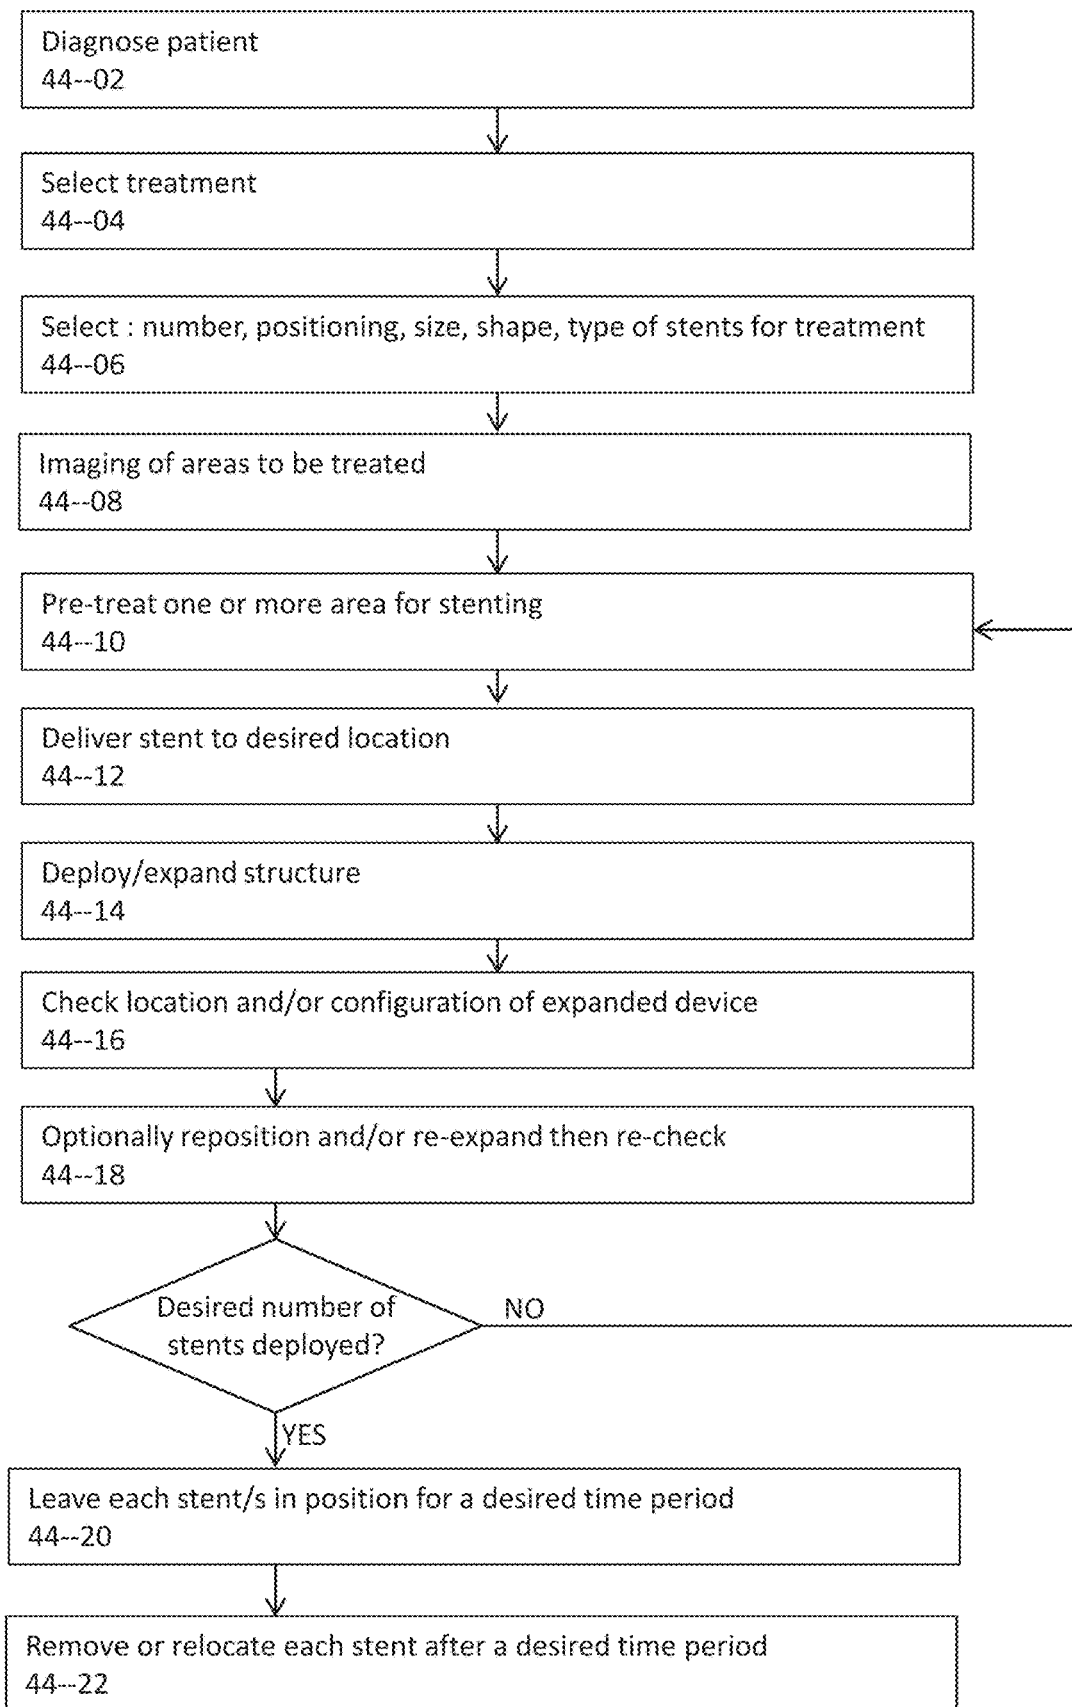 Diagnose patient
44--02
Select treatment
44--04
Select : number, positioning, size, shape, type of stents for treatment
44--06
Imaging of areas to be treated
44--08
Pre-treat one or more area for stenting
44--10
Deliver stent to desired location
44--12
Deploy/expand structure
44--14
Check location and/or configuration of expanded device
44--16
Optionally reposition and/or re-expand then re-check
44--18
Desired number of
stents deployed?
NO
YES
Leave each stent/s in position for a desired time period
44--20
Remove or relocate each stent after a desired time period
44--22